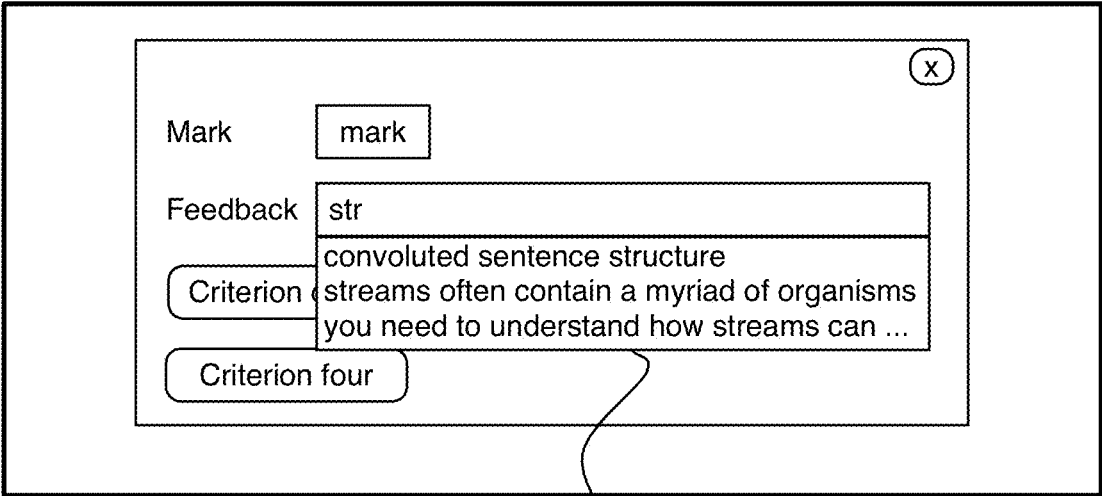 x
Mark mark
Feedback str
convoluted sentence structure
Criterion
streams often contain a myriad of organisms
you need to understand how streams can ...
Criterion four